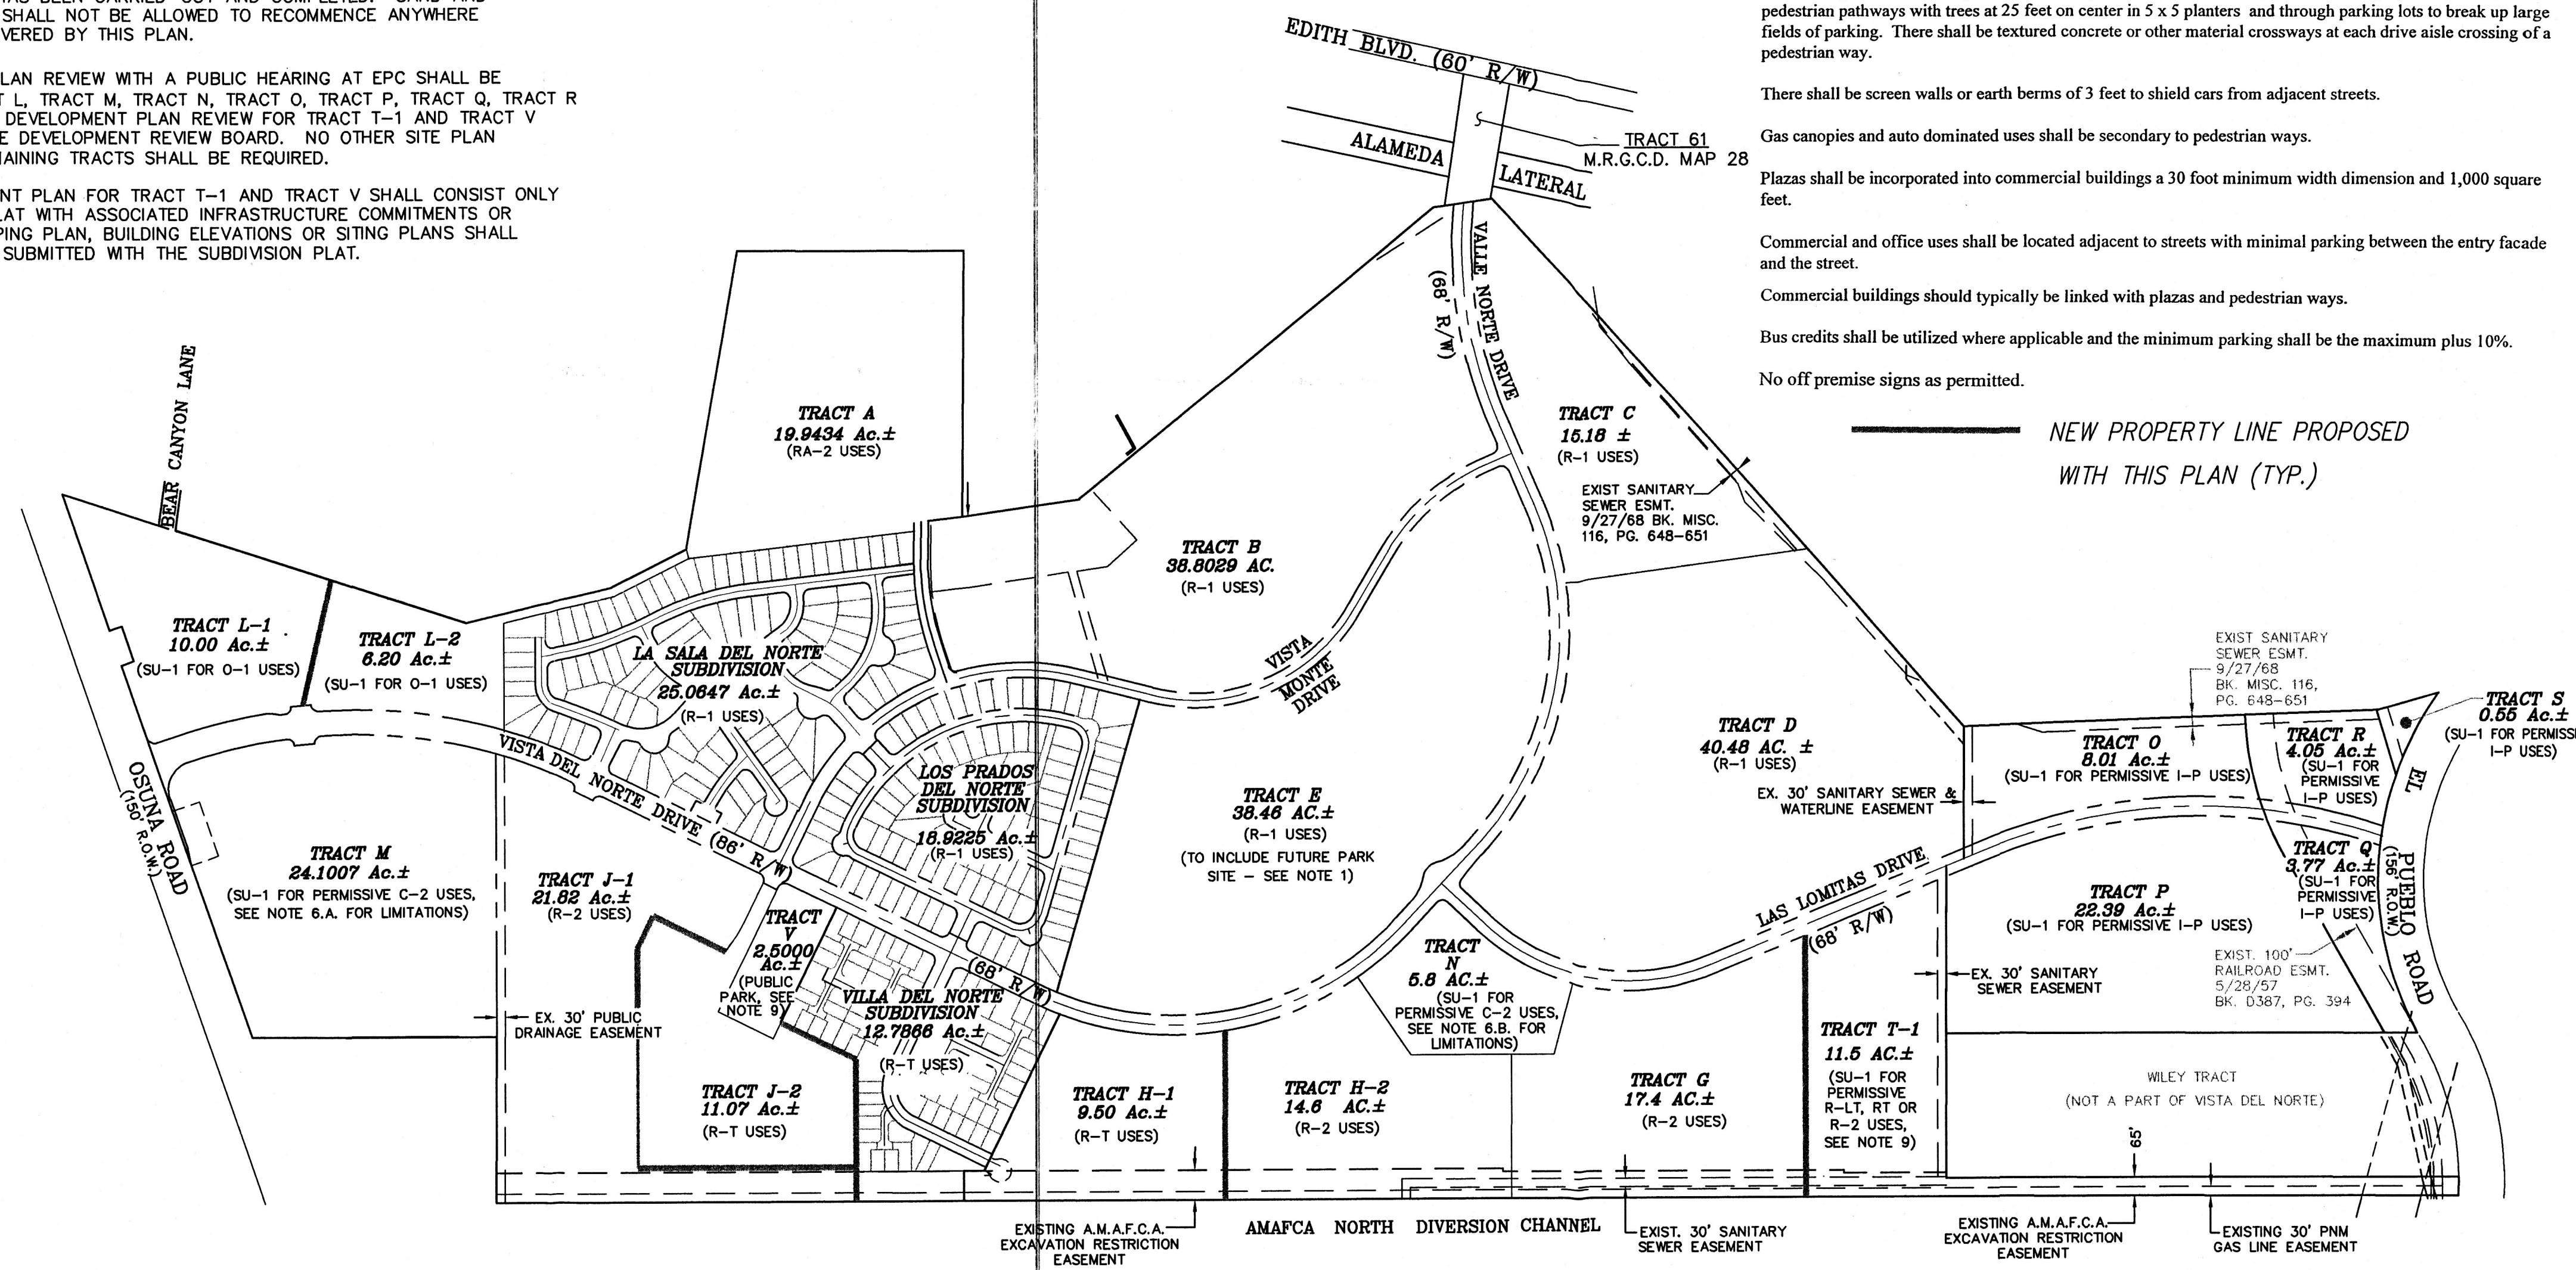 SHALL NOT BE ALLOWED TO RECOMMENCE ANYWHERE
VERED BY THIS PLAN.
LAN REVIEW WITH A PUBLIC HEARING AT EPC SHALL BE
T L, TRACT M, TRACT N, TRACT O, TRACT P, TRACT Q, TRACT R
DEVELOPMENT PLAN REVIEW FOR TRACT T-1 AND TRACT V
E DEVELOPMENT REVIEW BOARD. NO OTHER SITE PLAN
AINING TRACTS SHALL BE REQUIRED.
NT PLAN FOR TRACT T-1 AND TRACT V SHALL CONSIST ONLY
LAT WITH ASSOCIATED INFRASTRUCTURE COMMITMENTS OR
PING PLAN, BUILDING ELEVATIONS OR SITING PLANS SHALL
SUBMITTED WITH THE SUBDIVISION PLAT.
pedestrian pathways with trees at 25 feet on center in 5 x 5 planters and through parking lots to break up large
fields of parking. There shall be textured concrete or other material crossways at each drive aisle crossing of a
pedestrian way.
There shall be screen walls or earth berms of 3 feet to shield cars from adjacent streets.
Gas canopies and auto dominated uses shall be secondary to pedestrian ways.
Plazas shall be incorporated into commercial buildings a 30 foot minimum width dimension and 1,000 square
feet.
Commercial and office uses shall be located adjacent to streets with minimal parking between the entry facade
and the street.
Commercial buildings should typically be linked with plazas and pedestrian ways.
Bus credits shall be utilized where applicable and the minimum parking shall be the maximum plus 10%.
No off premise signs as permitted.
NEW PROPERTY LINE PROPOSED
WITH THIS PLAN (TYP.)
EDITH BLVD. (60' R/W)
ALAMEDA
LATERAL
TRACT 61
M.R.G.C.D. MAP 28
VALLE NORTE DRIVE
(68' R/W)
BEAR CANYON LANE
TRACT A
19.9434 Ac.±
(RA-2 USES)
TRACT C
15.18 ±
(R-1 USES)
EXIST SANITARY
SEWER ESMT.
9/27/68 BK. MISC.
116, PG. 648-651
TRACT B
38.8029 AC.
(R-1 USES)
VISTA
MONTE
DRIVE
TRACT L-1
10.00 Ac.±
(SU-1 FOR O-1 USES)
TRACT L-2
6.20 Ac.±
(SU-1 FOR O-1 USES)
LA SALA DEL NORTE
SUBDIVISION
25.0647 Ac.±
(R-1 USES)
VISTA DEL NORTE DRIVE (86' R/W)
(68' R/W)
OSUNA ROAD
(150' R.O.W.)
LOS PRADOS
DEL NORTE
SUBDIVISION
18.9225 Ac.±
(R-1 USES)
TRACT E
38.46 AC.±
(R-1 USES)
(TO INCLUDE FUTURE PARK
SITE - SEE NOTE 1)
TRACT D
40.48 AC. ±
(R-1 USES)
EX. 30' SANITARY SEWER &
WATERLINE EASEMENT
EXIST SANITARY
SEWER ESMT.
9/27/68
BK. MISC. 116,
PG. 648-651
TRACT O
8.01 Ac.±
(SU-1 FOR PERMISSIVE I-P USES)
TRACT R
4.05 Ac.±
(SU-1 FOR
PERMISSIVE
I-P USES)
TRACT S
0.55 Ac.±
(SU-1 FOR PERMISS
I-P USES)
EL PUEBLO ROAD
(156' R.O.W.)
TRACT M
24.1007 Ac.±
(SU-1 FOR PERMISSIVE C-2 USES,
SEE NOTE 6.A. FOR LIMITATIONS)
TRACT J-1
21.82 Ac.±
(R-2 USES)
TRACT
V
2.5000
Ac.±
(PUBLIC
PARK, SEE
NOTE 9)
VILLA DEL NORTE
SUBDIVISION
12.7866 Ac.±
(R-T USES)
TRACT
N
5.8 AC.±
(SU-1 FOR
PERMISSIVE C-2 USES,
SEE NOTE 6.B. FOR
LIMITATIONS)
LAS LOMITAS DRIVE
(68' R/W)
TRACT P
22.39 Ac.±
(SU-1 FOR PERMISSIVE I-P USES)
TRACT Q
3.77 Ac.±
(SU-1 FOR
PERMISSIVE
I-P USES)
EXIST. 100'
RAILROAD ESMT.
5/28/57
BK. D387, PG. 394
EX. 30' SANITARY
SEWER EASEMENT
EX. 30' PUBLIC
DRAINAGE EASEMENT
TRACT J-2
11.07 Ac.±
(R-T USES)
TRACT H-1
9.50 Ac.±
(R-T USES)
TRACT H-2
14.6 AC.±
(R-2 USES)
TRACT G
17.4 AC.±
(R-2 USES)
TRACT T-1
11.5 AC.±
(SU-1 FOR
PERMISSIVE
R-LT, RT OR
R-2 USES,
SEE NOTE 9)
WILEY TRACT
(NOT A PART OF VISTA DEL NORTE)
65'
EXISTING A.M.A.F.C.A.
EXCAVATION RESTRICTION
EASEMENT
AMAFCA NORTH DIVERSION CHANNEL
EXIST. 30' SANITARY
SEWER EASEMENT
EXISTING A.M.A.F.C.A.
EXCAVATION RESTRICTION
EASEMENT
EXISTING 30' PNM
GAS LINE EASEMENT